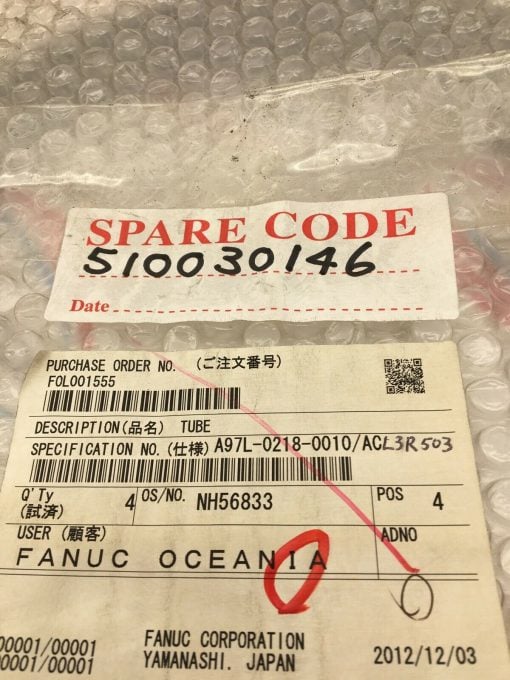 SPARE CODE
510030146
Date
PURCHASE ORDER NO. (ご注文番号)
FOL001555
DESCRIPTION(品名) TUBE
SPECIFICATION NO.(仕様) A97L-0218-0010/ACL3R503
Q'Ty (試済) 4 OS/NO. NH56833 POS 4
USER (顧客) ADNO
FANUC OCEANIA
00001/00001 FANUC CORPORATION
00001/00001 YAMANASHI. JAPAN 2012/12/03